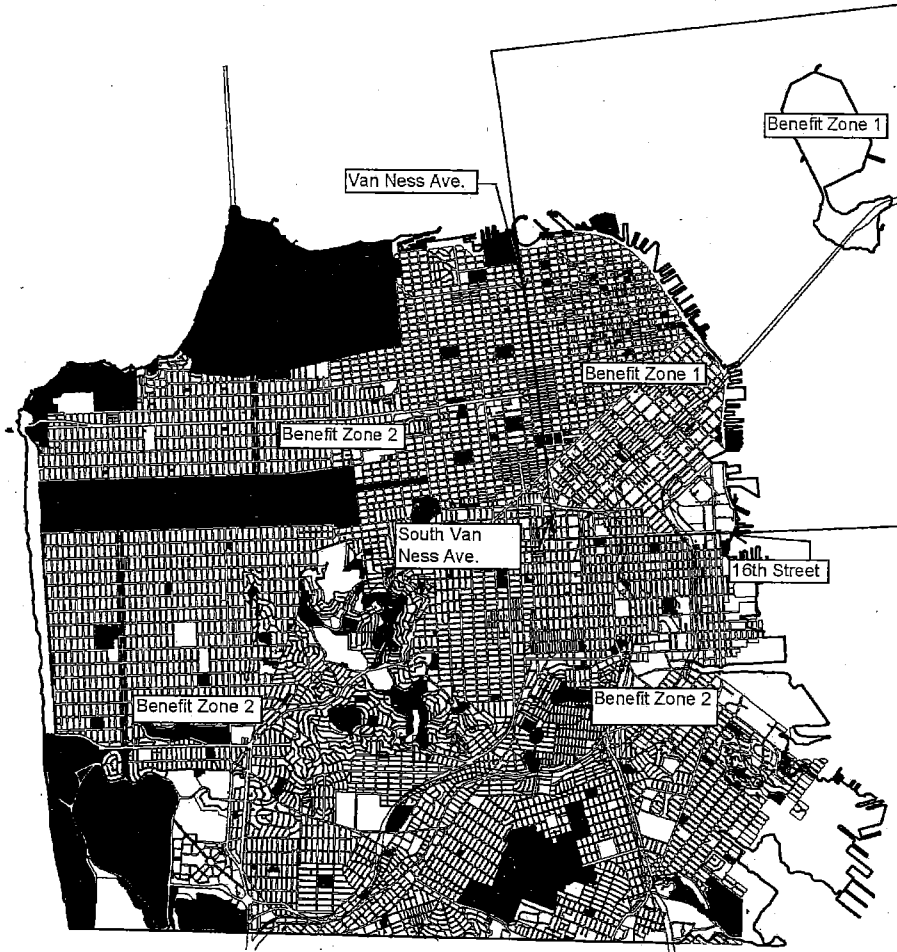 Benefit Zone 1
Van Ness Ave.
Benefit Zone 1
Benefit Zone 2
South Van
Ness Ave.
16th Street
Benefit Zone 2
Benefit Zone 2